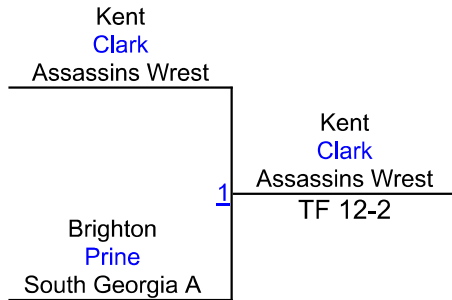 Kent
Clark
Assassins Wrest
Kent
Clark
Assassins Wrest
1
TF 12-2
Brighton
Prine
South Georgia A